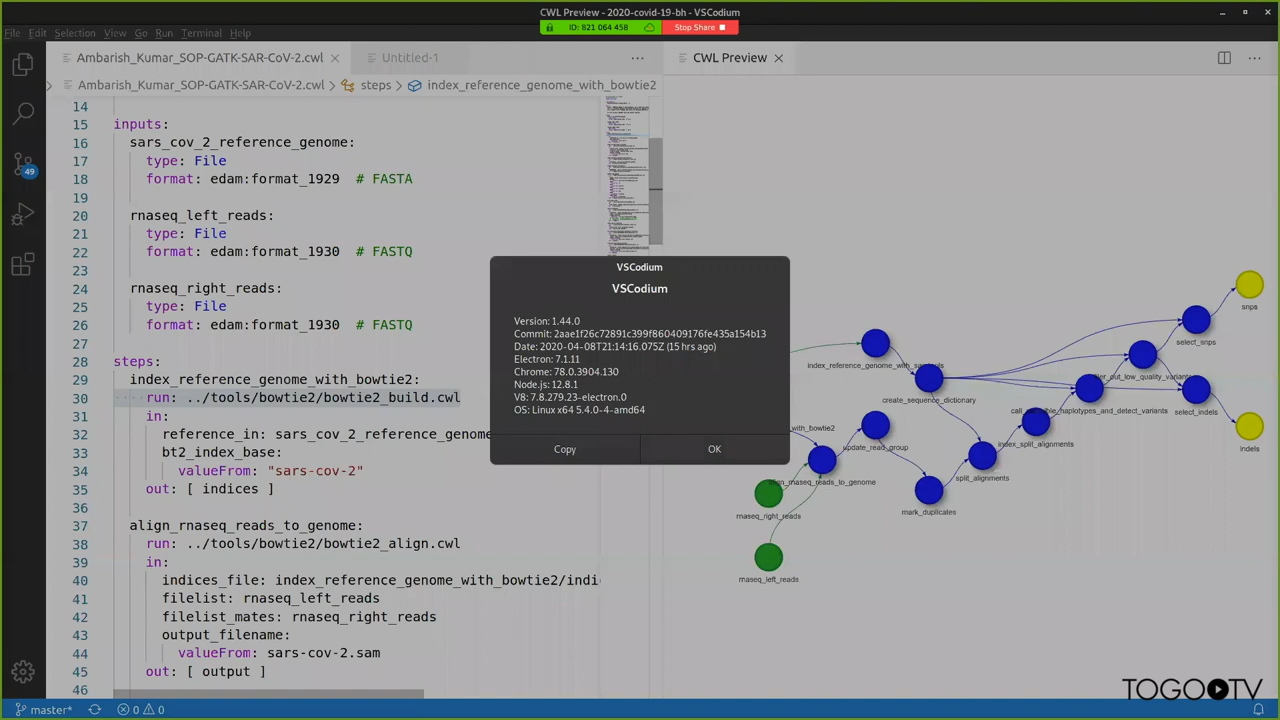 CWL Preview - 2020-covid-19-bh - VSCodium
ID: 821 064 458
Stop Share
File Edit Selection View Go Run Terminal Help
Ambarish_Kumar_SOP-GATK-SAR-CoV-2.cwl
Untitled-1
CWL Preview
Ambarish_Kumar_SOP-GATK-SAR-CoV-2.cwl > steps > index_reference_genome_with_bowtie2
14
15 inputs:
16 sars_cov_2_reference_genome:
17 type: File
18 format: edam:format_1929 # FASTA
19
20 rnaseq_left_reads:
21 type: File
22 format: edam:format_1930 # FASTQ
23
24 rnaseq_right_reads:
25 type: File
26 format: edam:format_1930 # FASTQ
27
28 steps:
29 index_reference_genome_with_bowtie2:
30 run: ../tools/bowtie2/bowtie2_build.cwl
31 in:
32 reference_in: sars_cov_2_reference_genome
33 bt2_index_base:
34 valueFrom: "sars-cov-2"
35 out: [ indices ]
36
37 align_rnaseq_reads_to_genome:
38 run: ../tools/bowtie2/bowtie2_align.cwl
39 in:
40 indices_file: index_reference_genome_with_bowtie2/indi
41 filelist: rnaseq_left_reads
42 filelist_mates: rnaseq_right_reads
43 output_filename:
44 valueFrom: sars-cov-2.sam
45 out: [ output ]
46
49
VSCodium
VSCodium
Version: 1.44.0
Commit: 2aae1f26c72891c399f860409176fe435a154b13
Date: 2020-04-08T21:14:16.075Z (15 hrs ago)
Electron: 7.1.11
Chrome: 78.0.3904.130
Node.js: 12.8.1
V8: 7.8.279.23-electron.0
OS: Linux x64 5.4.0-4-amd64
Copy
OK
snps
select_snps
index_reference_genome_with_samtools
filter_out_low_quality_variants
create_sequence_dictionary
call_possible_haplotypes_and_detect_variants
select_indels
with_bowtie2
update_read_group
index_split_alignments
indels
align_rnaseq_reads_to_genome
split_alignments
rnaseq_right_reads
mark_duplicates
rnaseq_left_reads
master*
0
0
TOGO TV